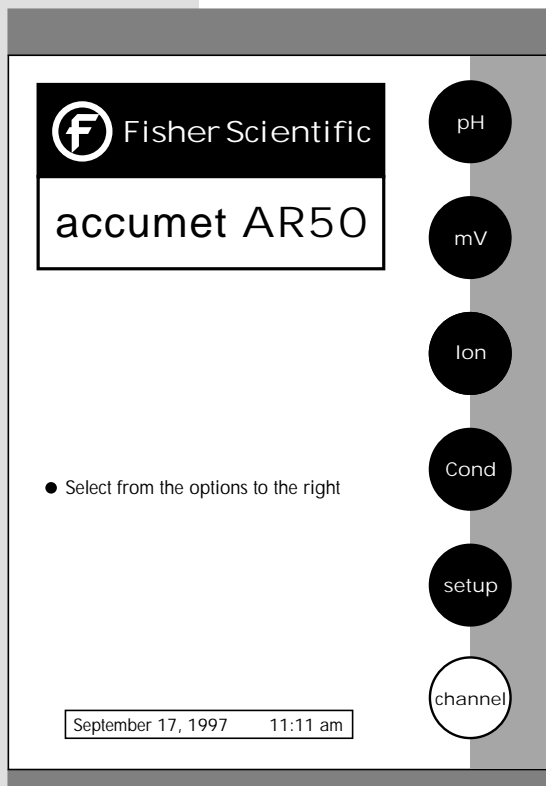 Fisher Scientific
accumet AR50
pH
mV
Ion
Cond
● Select from the options to the right
setup
channel
September 17, 1997 11:11 am